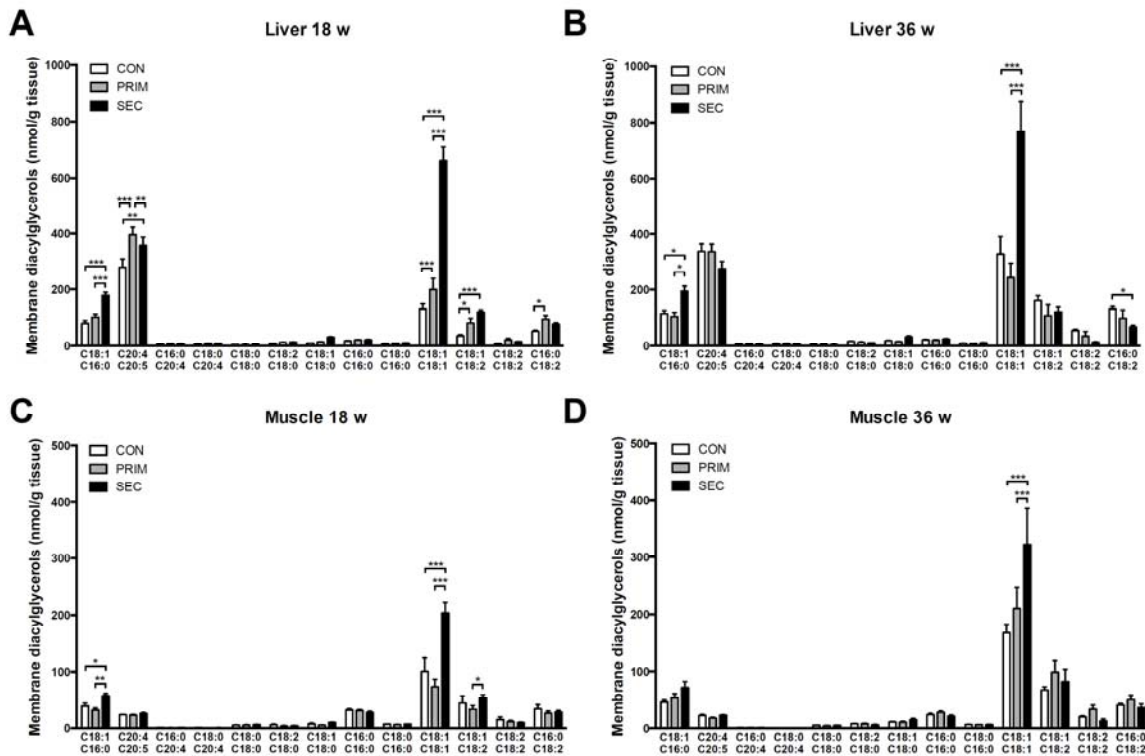 A
Liver 18 w
Membrane diacylglycerols (nmol/g tissue)
1000
800
600
400
200
0
CON
PRIM
SEC
*** *** *** ** ** *** *** *** * *** *
C18:1 C20:4 C16:0 C18:0 C18:0 C18:2 C18:1 C16:0 C16:0 C18:1 C18:1 C18:2 C16:0
C16:0 C20:5 C20:4 C20:4 C18:0 C18:0 C18:0 C16:0 C18:0 C18:1 C18:2 C18:2 C18:2
B
Liver 36 w
Membrane diacylglycerols (nmol/g tissue)
1000
800
600
400
200
0
CON
PRIM
SEC
* * *** *** *
C18:1 C20:4 C16:0 C18:0 C18:0 C18:2 C18:1 C16:0 C16:0 C18:1 C18:1 C18:2 C16:0
C16:0 C20:5 C20:4 C20:4 C18:0 C18:0 C18:0 C16:0 C18:0 C18:1 C18:2 C18:2 C18:2
C
Muscle 18 w
Membrane diacylglycerols (nmol/g tissue)
500
400
300
200
100
0
CON
PRIM
SEC
* ** *** *** *
C18:1 C20:4 C16:0 C18:0 C18:0 C18:2 C18:1 C16:0 C16:0 C18:1 C18:1 C18:2 C16:0
C16:0 C20:5 C20:4 C20:4 C18:0 C18:0 C18:0 C16:0 C18:0 C18:1 C18:2 C18:2 C18:2
D
Muscle 36 w
Membrane diacylglycerols (nmol/g tissue)
500
400
300
200
100
0
CON
PRIM
SEC
*** ***
C18:1 C20:4 C16:0 C18:0 C18:0 C18:2 C18:1 C16:0 C16:0 C18:1 C18:1 C18:2 C16:0
C16:0 C20:5 C20:4 C20:4 C18:0 C18:0 C18:0 C16:0 C18:0 C18:1 C18:2 C18:2 C18:2